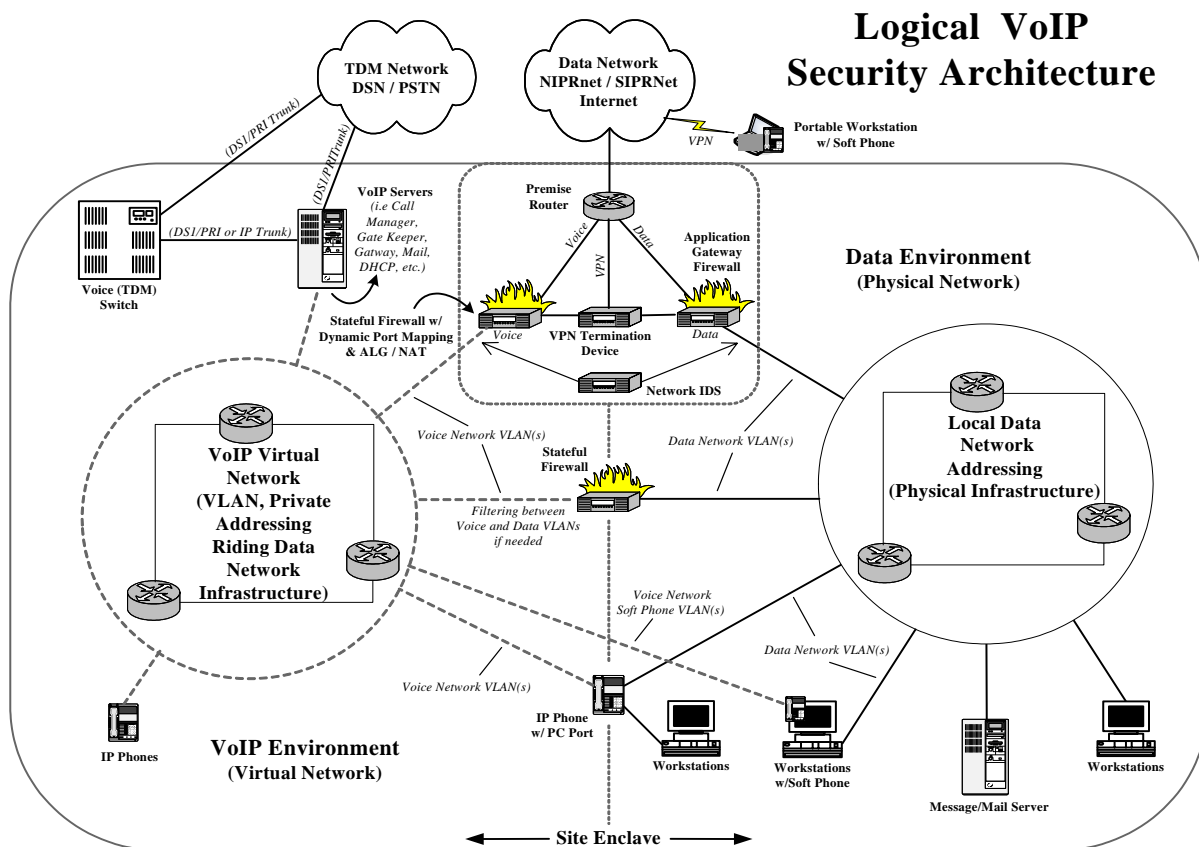 Logical VoIP
Security Architecture
TDM Network
DSN / PSTN
Data Network
NIPRnet / SIPRNet
Internet
(DS1/PRI Trunk)
(DS1/PRITrunk)
VPN
Portable Workstation
w/ Soft Phone
VoIP Servers
(i.e Call
Manager,
Gate Keeper,
Gatway, Mail,
DHCP, etc.)
(DS1/PRI or IP Trunk)
Voice (TDM)
Switch
Premise
Router
Voice
VPN
Data
Application
Gateway
Firewall
Stateful Firewall w/
Dynamic Port Mapping
& ALG / NAT
Voice
VPN Termination
Device
Data
Network IDS
Data Environment
(Physical Network)
Voice Network VLAN(s)
Data Network VLAN(s)
Stateful
Firewall
Filtering between
Voice and Data VLANs
if needed
VoIP Virtual
Network
(VLAN, Private
Addressing
Riding Data
Network
Infrastructure)
Local Data
Network
Addressing
(Physical Infrastructure)
Voice Network
Soft Phone VLAN(s)
Voice Network VLAN(s)
Data Network VLAN(s)
IP Phones
VoIP Environment
(Virtual Network)
IP Phone
w/ PC Port
Workstations
Workstations
w/Soft Phone
Message/Mail Server
Workstations
Site Enclave